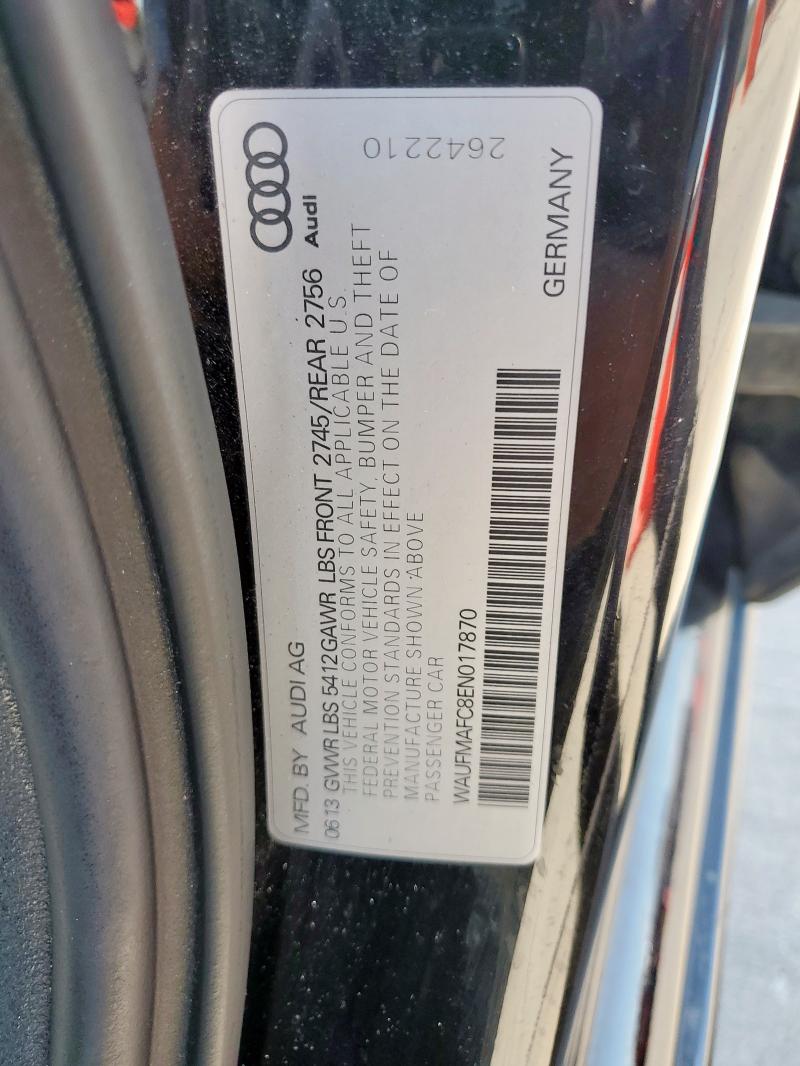 Audi
MFD. BY AUDI AG
06 13 GVWR LBS 5412 GAWR LBS FRONT 2745/REAR 2756
THIS VEHICLE CONFORMS TO ALL APPLICABLE U.S.
FEDERAL MOTOR VEHICLE SAFETY, BUMPER AND THEFT
PREVENTION STANDARDS IN EFFECT ON THE DATE OF
MANUFACTURE SHOWN ABOVE
PASSENGER CAR
WAUFMAFC8EN017870
GERMANY
2642210